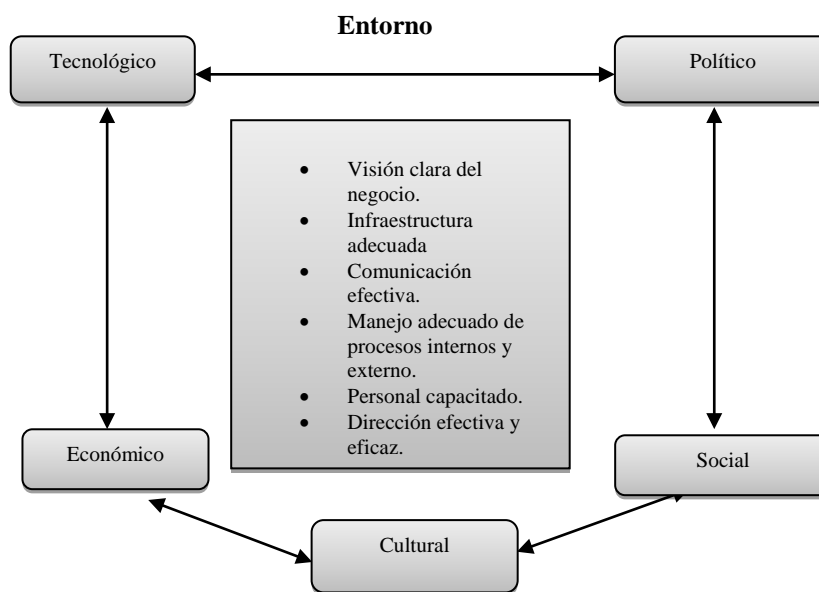 Entorno
Tecnológico
Político
• Visión clara del
negocio.
• Infraestructura
adecuada
• Comunicación
efectiva.
• Manejo adecuado de
procesos internos y
externo.
• Personal capacitado.
• Dirección efectiva y
eficaz.
Económico
Social
Cultural